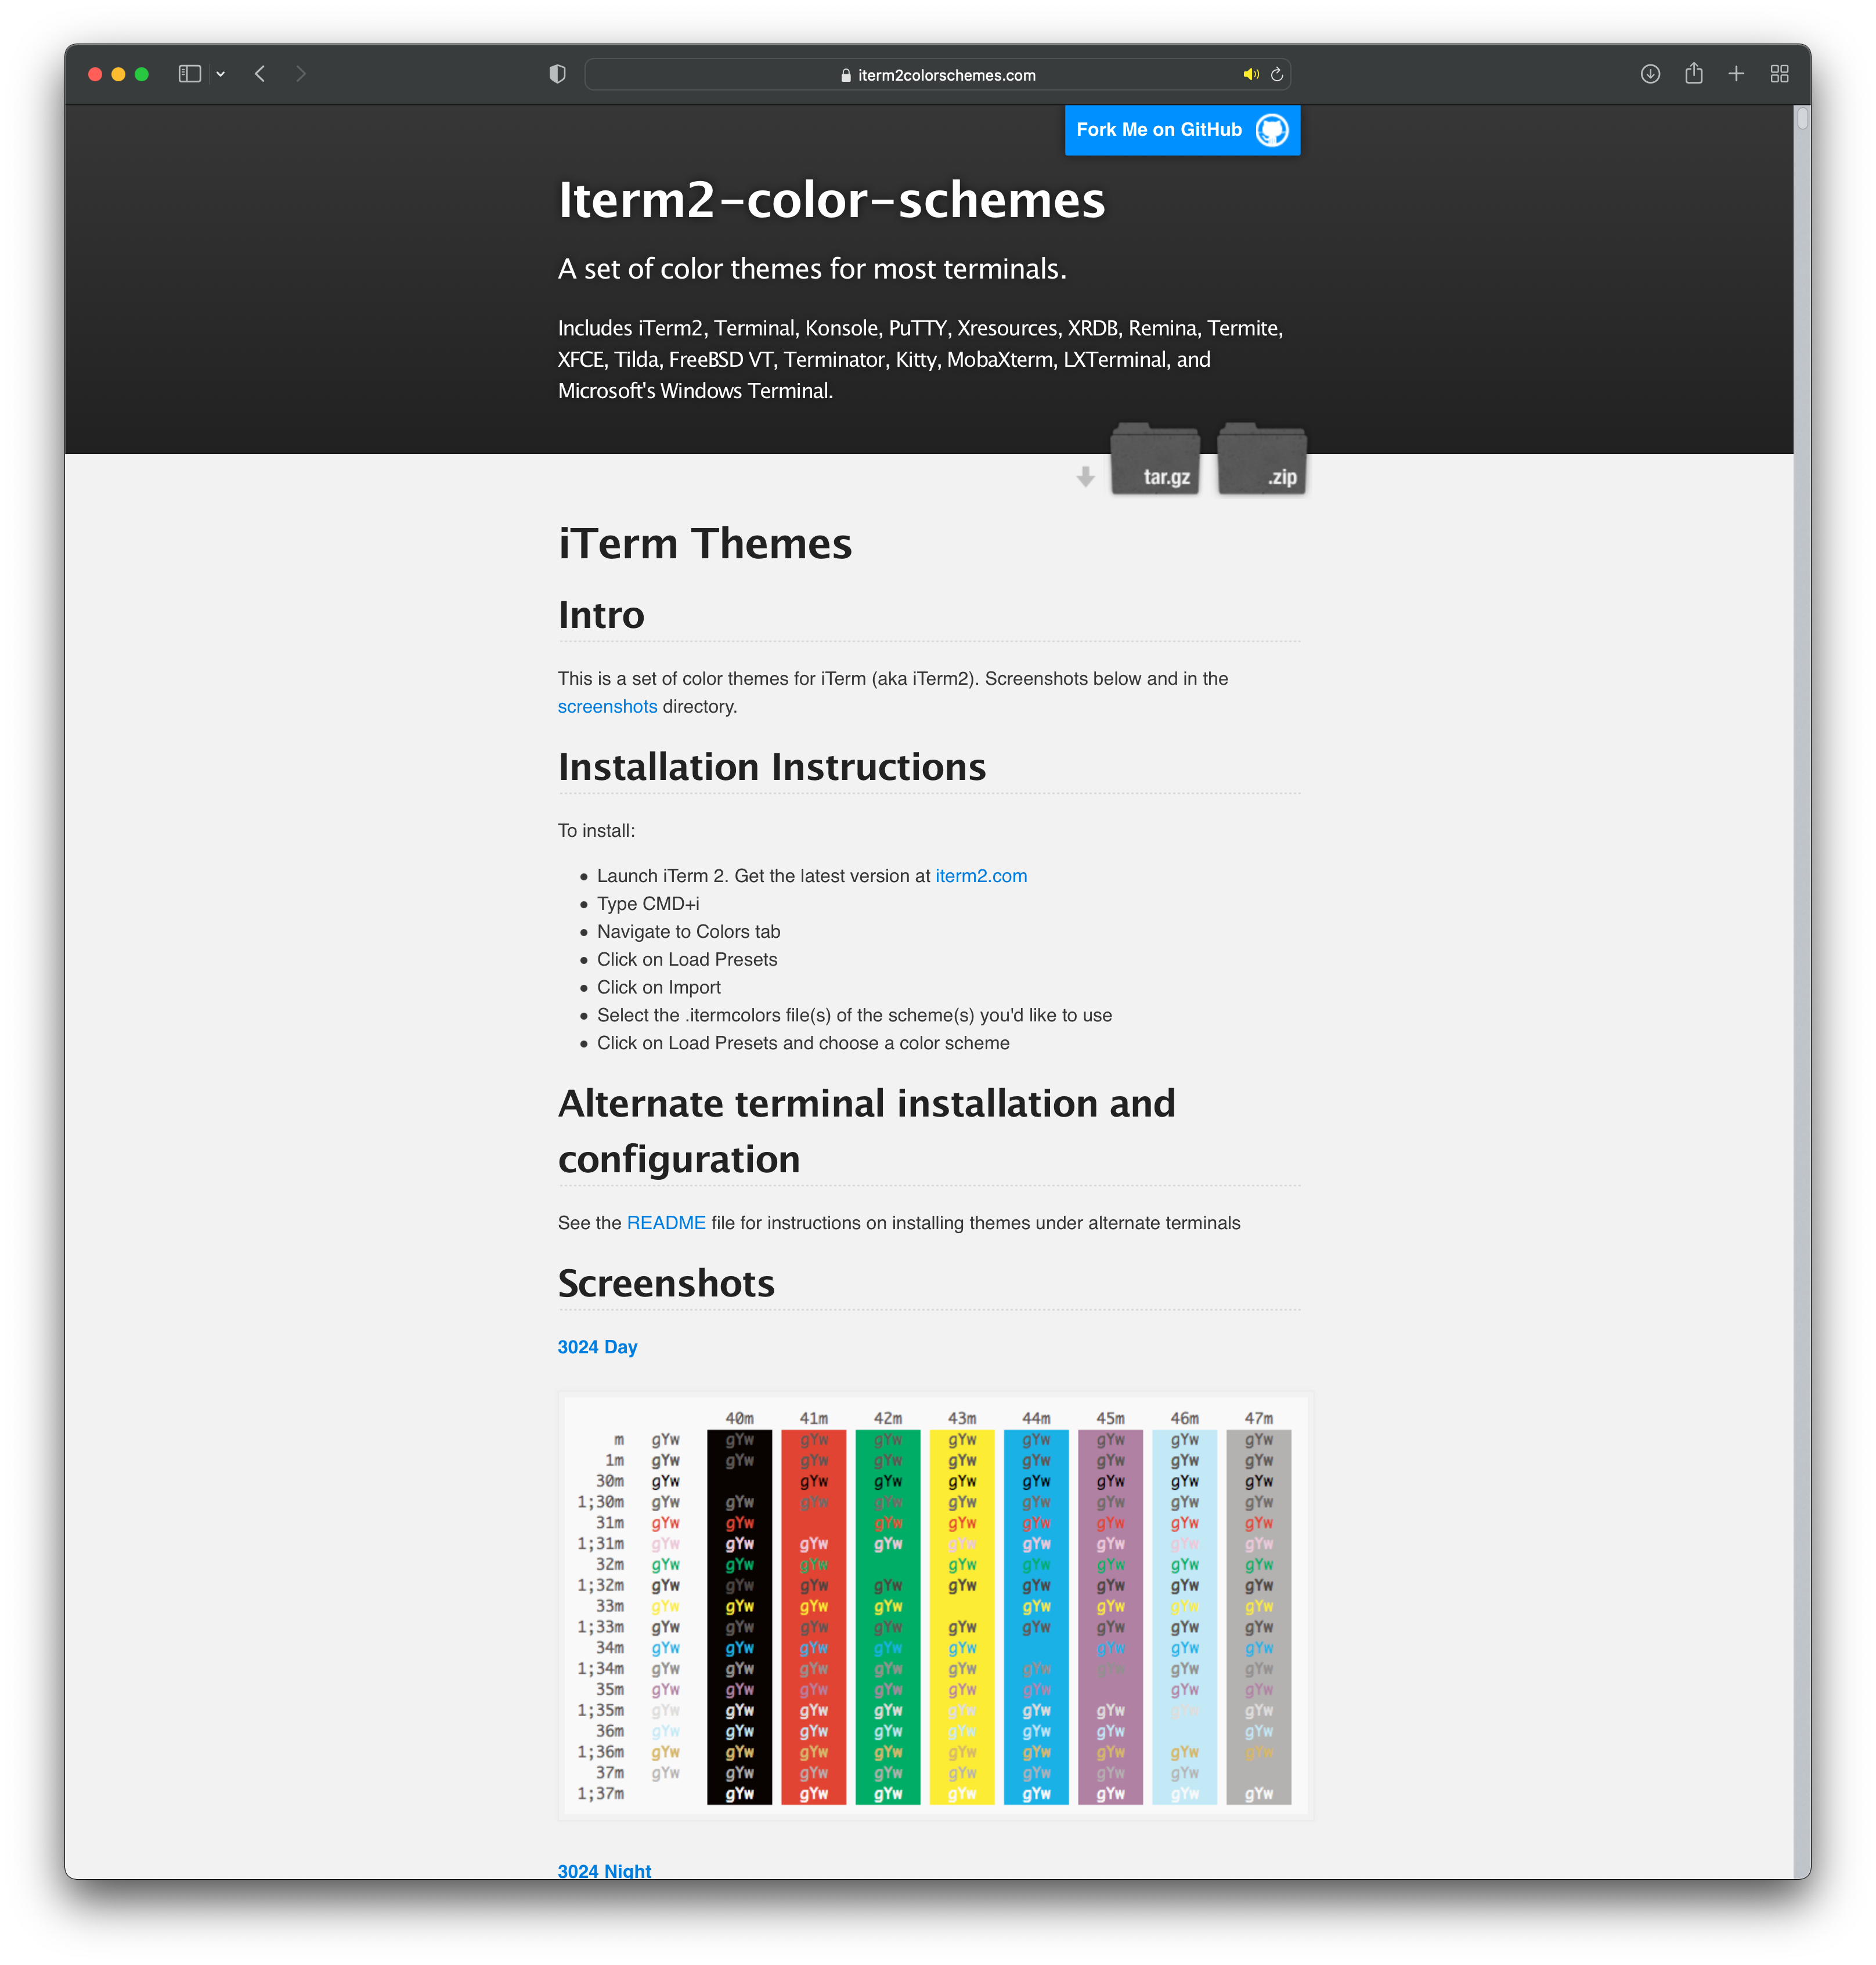 iterm2colorschemes.com
Fork Me on GitHub
Iterm2-color-schemes
A set of color themes for most terminals.
Includes iTerm2, Terminal, Konsole, PuTTY, Xresources, XRDB, Remina, Termite,
XFCE, Tilda, FreeBSD VT, Terminator, Kitty, MobaXterm, LXTerminal, and
Microsoft's Windows Terminal.
tar.gz .zip
iTerm Themes
Intro
This is a set of color themes for iTerm (aka iTerm2). Screenshots below and in the
screenshots directory.
Installation Instructions
To install:
Launch iTerm 2. Get the latest version at iterm2.com
Type CMD+i
Navigate to Colors tab
Click on Load Presets
Click on Import
Select the .itermcolors file(s) of the scheme(s) you'd like to use
Click on Load Presets and choose a color scheme
Alternate terminal installation and
configuration
See the README file for instructions on installing themes under alternate terminals
Screenshots
3024 Day
40m 41m 42m 43m 44m 45m 46m 47m
m gYw gYw gYw gYw gYw gYw gYw gYw gYw
1m gYw gYw gYw gYw gYw gYw gYw gYw gYw
30m gYw gYw gYw gYw gYw gYw gYw gYw
1;30m gYw gYw gYw gYw gYw gYw gYw gYw gYw
31m gYw gYw gYw gYw gYw gYw gYw gYw
1;31m gYw gYw gYw gYw gYw gYw gYw gYw gYw
32m gYw gYw gYw gYw gYw gYw gYw gYw
1;32m gYw gYw gYw gYw gYw gYw gYw gYw gYw
33m gYw gYw gYw gYw gYw gYw gYw gYw
1;33m gYw gYw gYw gYw gYw gYw gYw gYw gYw
34m gYw gYw gYw gYw gYw gYw gYw gYw
1;34m gYw gYw gYw gYw gYw gYw gYw gYw gYw
35m gYw gYw gYw gYw gYw gYw gYw gYw
1;35m gYw gYw gYw gYw gYw gYw gYw gYw gYw
36m gYw gYw gYw gYw gYw gYw gYw gYw
1;36m gYw gYw gYw gYw gYw gYw gYw gYw gYw
37m gYw gYw gYw gYw gYw gYw gYw gYw
1;37m gYw gYw gYw gYw gYw gYw gYw gYw
3024 Night